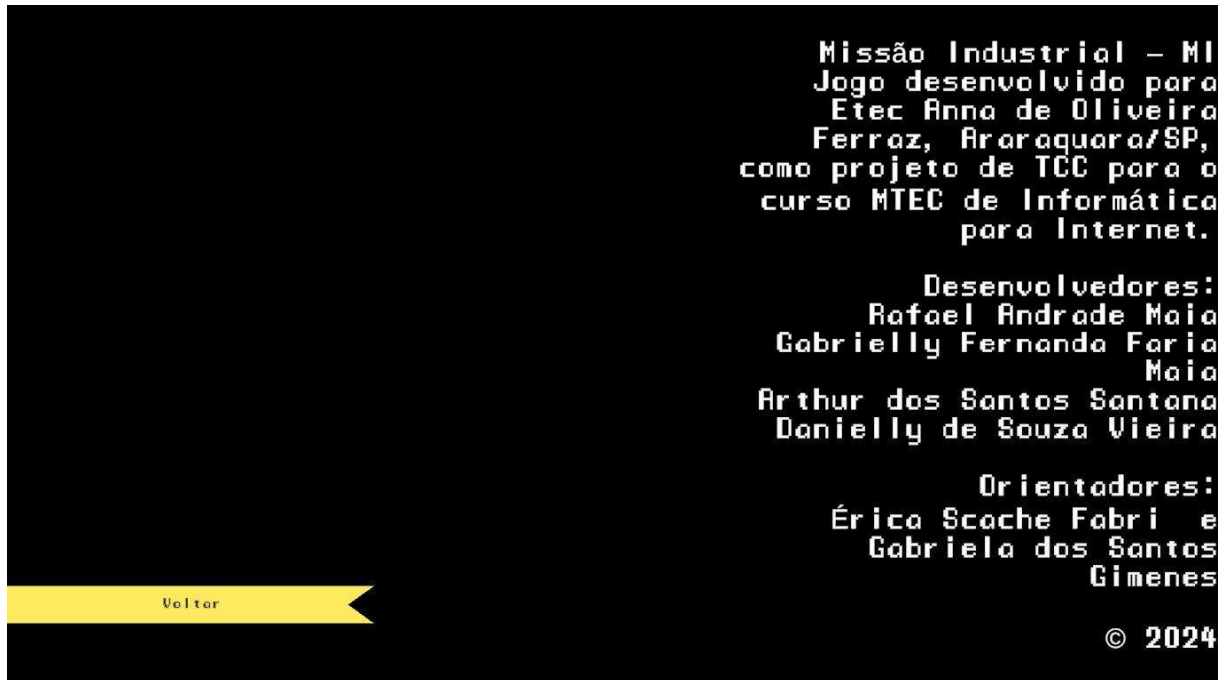 Missão Industrial – MI
Jogo desenvolvido para
Etec Anna de Oliveira
Ferraz, Araraquara/SP,
como projeto de TCC para o
curso MTEC de Informática
para Internet.
Desenvolvedores:
Rafael Andrade Maia
Gabrielly Fernanda Faria
Maia
Arthur dos Santos Santana
Danielly de Souza Vieira
Orientadores:
Érica Scache Fabri e
Gabriela dos Santos
Gimenes
Voltar
© 2024